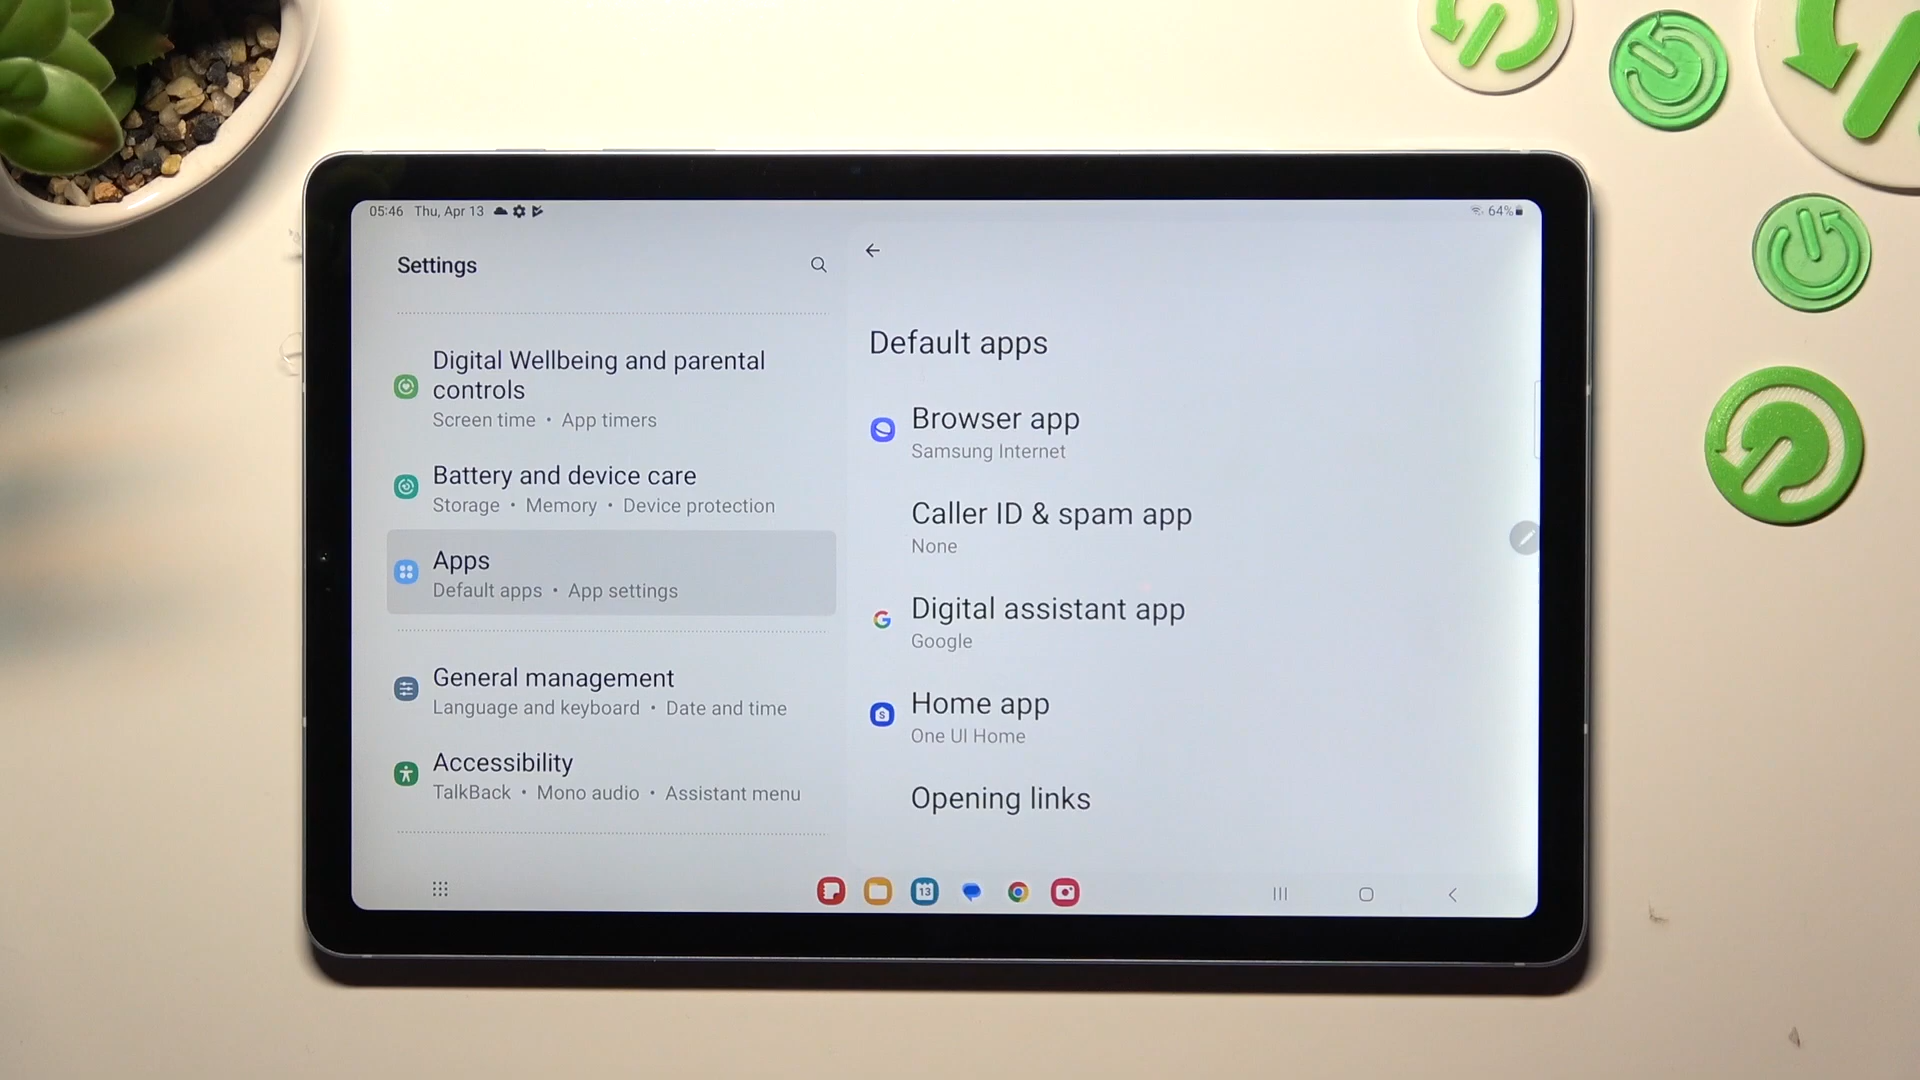 05:46 Thu, Apr 13
64%
Settings
Digital Wellbeing and parental
controls
Screen time • App timers
Battery and device care
Storage • Memory • Device protection
Apps
Default apps • App settings
General management
Language and keyboard • Date and time
Accessibility
TalkBack • Mono audio • Assistant menu
Default apps
Browser app
Samsung Internet
Caller ID & spam app
None
Digital assistant app
Google
Home app
One UI Home
Opening links
13